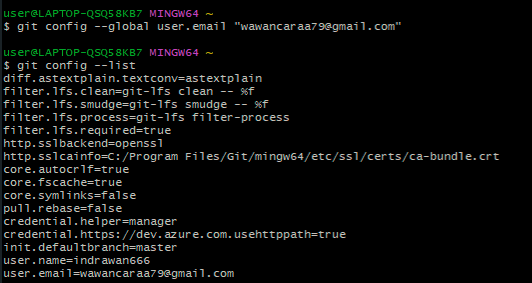 user@LAPTOP-QSQ58KB7 MINGW64 ~
$ git config --global user.email "wawancaraa79@gmail.com"
user@LAPTOP-QSQ58KB7 MINGW64 ~
$ git config --list
diff.astextplain.textconv=astextplain
filter.lfs.clean=git-lfs clean -- %f
filter.lfs.smudge=git-lfs smudge -- %f
filter.lfs.process=git-lfs filter-process
filter.lfs.required=true
http.sslbackend=openssl
http.sslcainfo=C:/Program Files/Git/mingw64/etc/ssl/certs/ca-bundle.crt
core.autocrlf=true
core.fscache=true
core.symlinks=false
pull.rebase=false
credential.helper=manager
credential.https://dev.azure.com.usehttppath=true
init.defaultbranch=master
user.name=indrawan666
user.email=wawancaraa79@gmail.com